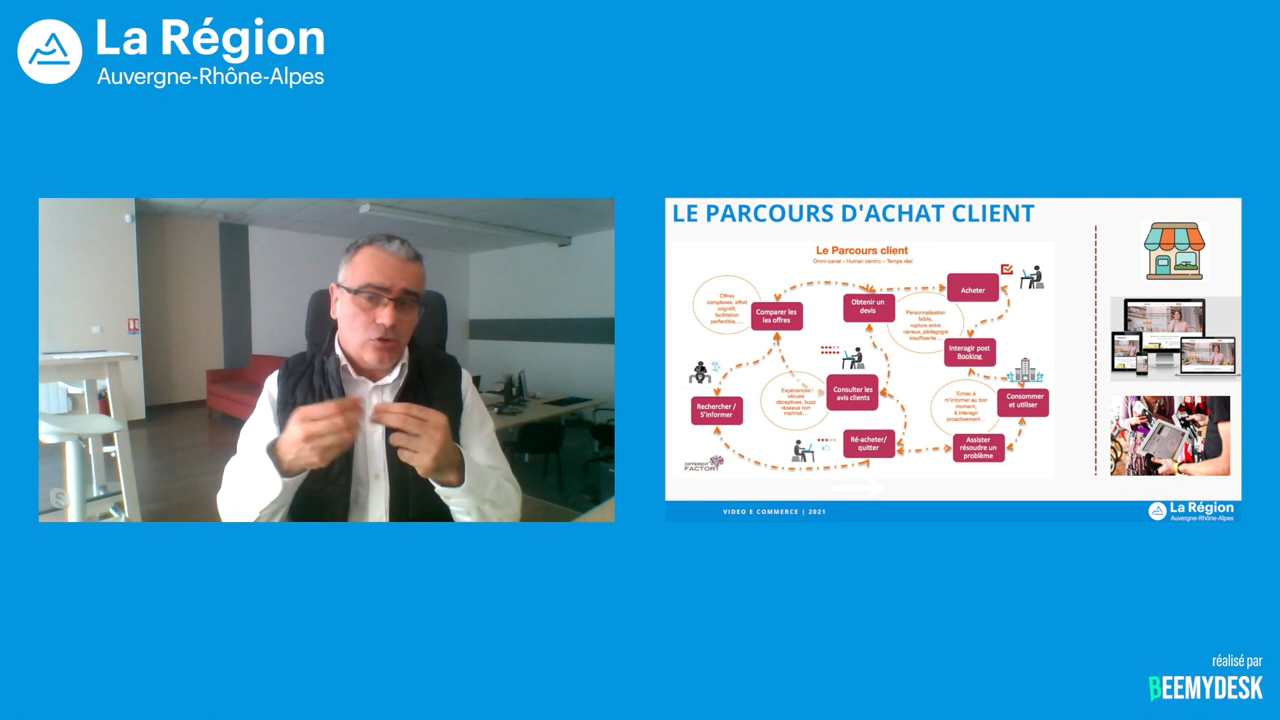 La Région
Auvergne-Rhône-Alpes
LE PARCOURS D'ACHAT CLIENT
Le Parcours client
Omni-canal – Human centric – Temps réel
Offres
complexes, effort
cognitif,
facilitation
perfectible, ...
Comparer les
les offres
Obtenir un
devis
Acheter
Personnalisation
faible,
rupture entre
canaux, pédagogie
insuffisante ...
Interagir post
Booking
Rechercher /
S'informer
Expériences
vécues
déceptives, buzz
réseaux non
maîtrisé...
Consulter les
avis clients
Echec à
m'informer au bon
moment,
à interagir
proactivement...
Consommer
et utiliser
Ré-acheter/
quitter
Assister
résoudre un
problème
DIFFERENT
FACTORY
VIDEO E COMMERCE | 2021
La Région
Auvergne-Rhône-Alpes
réalisé par
BEEMYDESK